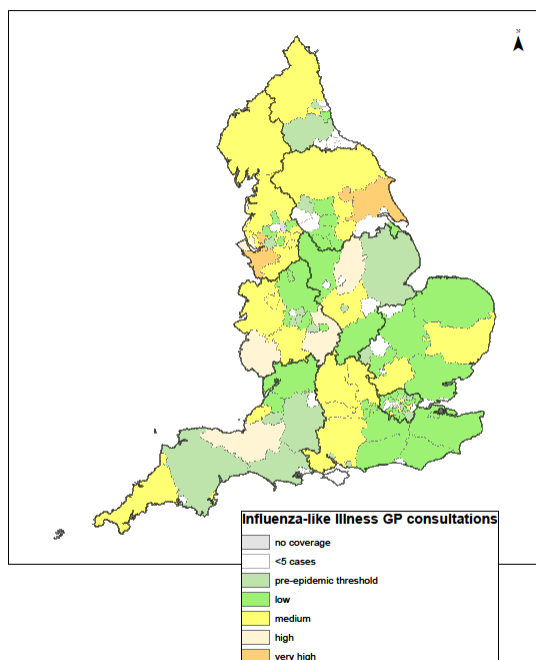 N
Influenza-like Illness GP consultations
no coverage
<5 cases
pre-epidemic threshold
low
medium
high
very high